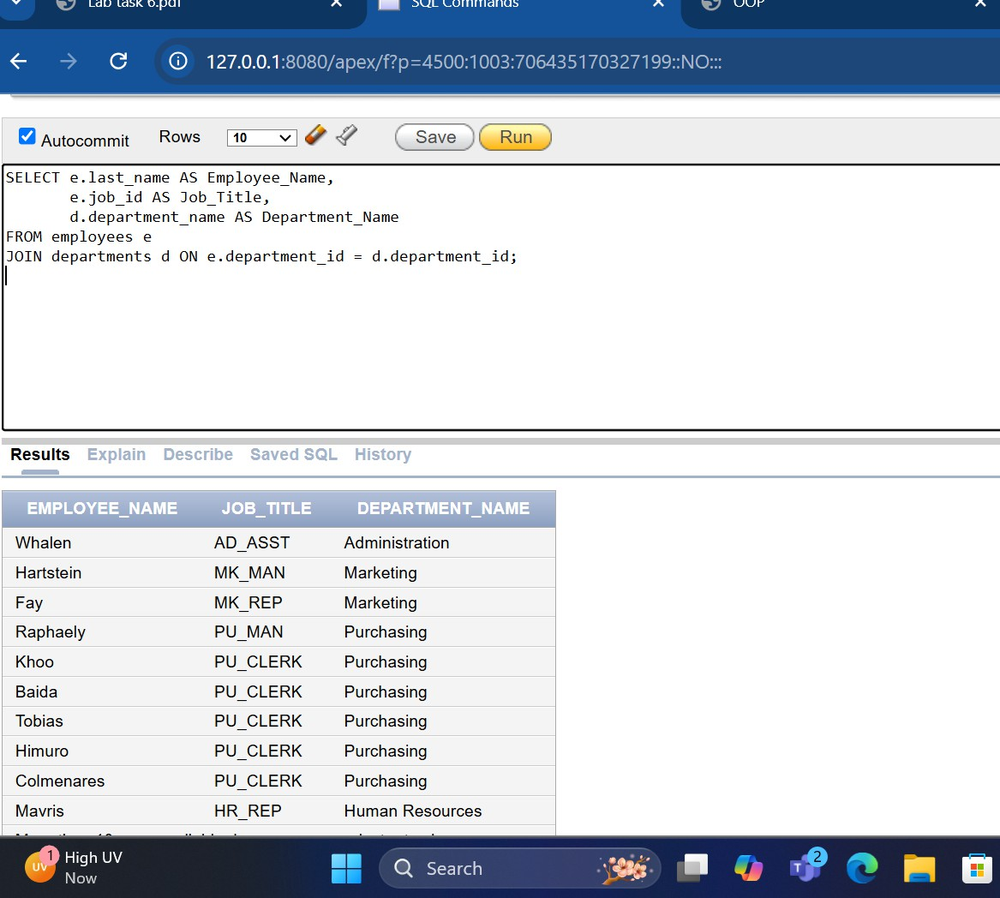 Lab task 6.pdf
SQL Commands
OOP
127.0.0.1:8080/apex/f?p=4500:1003:706435170327199::NO:::
Autocommit Rows 10 Save Run
SELECT e.last_name AS Employee_Name,
e.job_id AS Job_Title,
d.department_name AS Department_Name
FROM employees e
JOIN departments d ON e.department_id = d.department_id;
Results Explain Describe Saved SQL History
EMPLOYEE_NAME JOB_TITLE DEPARTMENT_NAME
Whalen AD_ASST Administration
Hartstein MK_MAN Marketing
Fay MK_REP Marketing
Raphaely PU_MAN Purchasing
Khoo PU_CLERK Purchasing
Baida PU_CLERK Purchasing
Tobias PU_CLERK Purchasing
Himuro PU_CLERK Purchasing
Colmenares PU_CLERK Purchasing
Mavris HR_REP Human Resources
UV 1 High UV
Now
Search
T 2